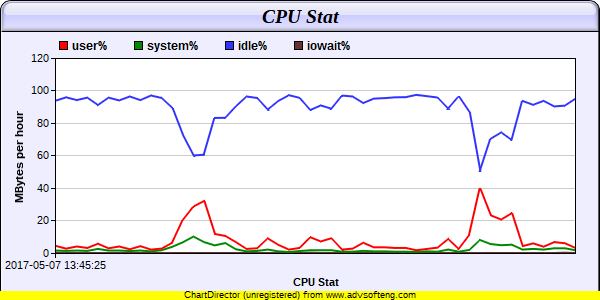 CPU Stat
user% system% idle% iowait%
120
100
80
60
40
20
0
MBytes per hour
2017-05-07 13:45:25
CPU Stat
ChartDirector (unregistered) from www.advsofteng.com